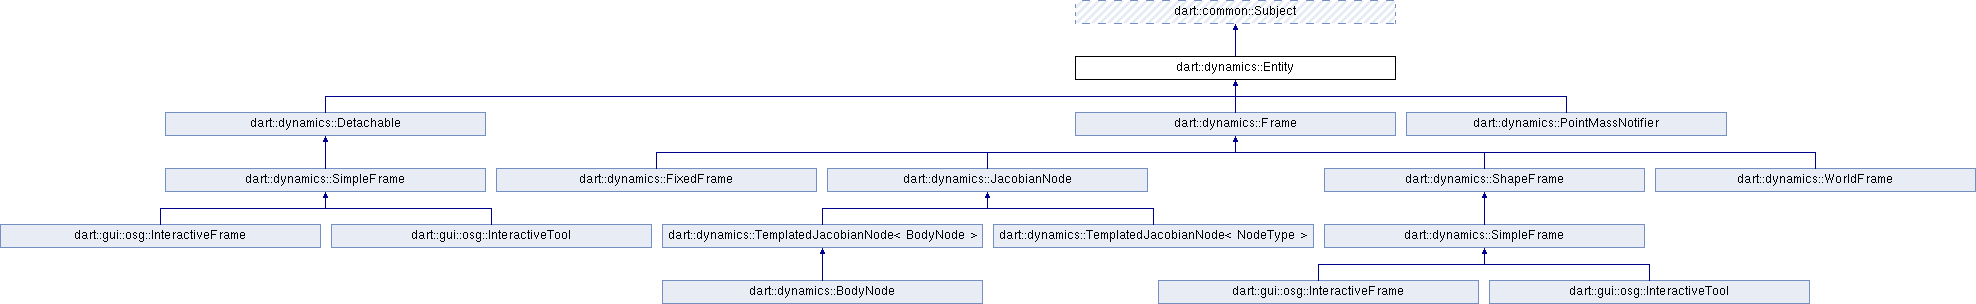 dart::common::Subject
dart::dynamics::Entity
dart::dynamics::Detachable
dart::dynamics::Frame
dart::dynamics::PointMassNotifier
dart::dynamics::SimpleFrame
dart::dynamics::FixedFrame
dart::dynamics::JacobianNode
dart::dynamics::ShapeFrame
dart::dynamics::WorldFrame
dart::gui::osg::InteractiveFrame
dart::gui::osg::InteractiveTool
dart::dynamics::TemplatedJacobianNode< BodyNode >
dart::dynamics::TemplatedJacobianNode< NodeType >
dart::dynamics::SimpleFrame
dart::dynamics::BodyNode
dart::gui::osg::InteractiveFrame
dart::gui::osg::InteractiveTool